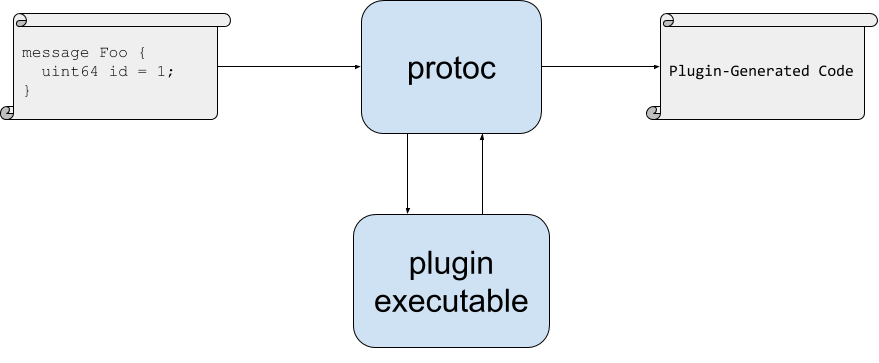 message Foo {
  uint64 id = 1;
}
protoc
Plugin-Generated Code
plugin
executable